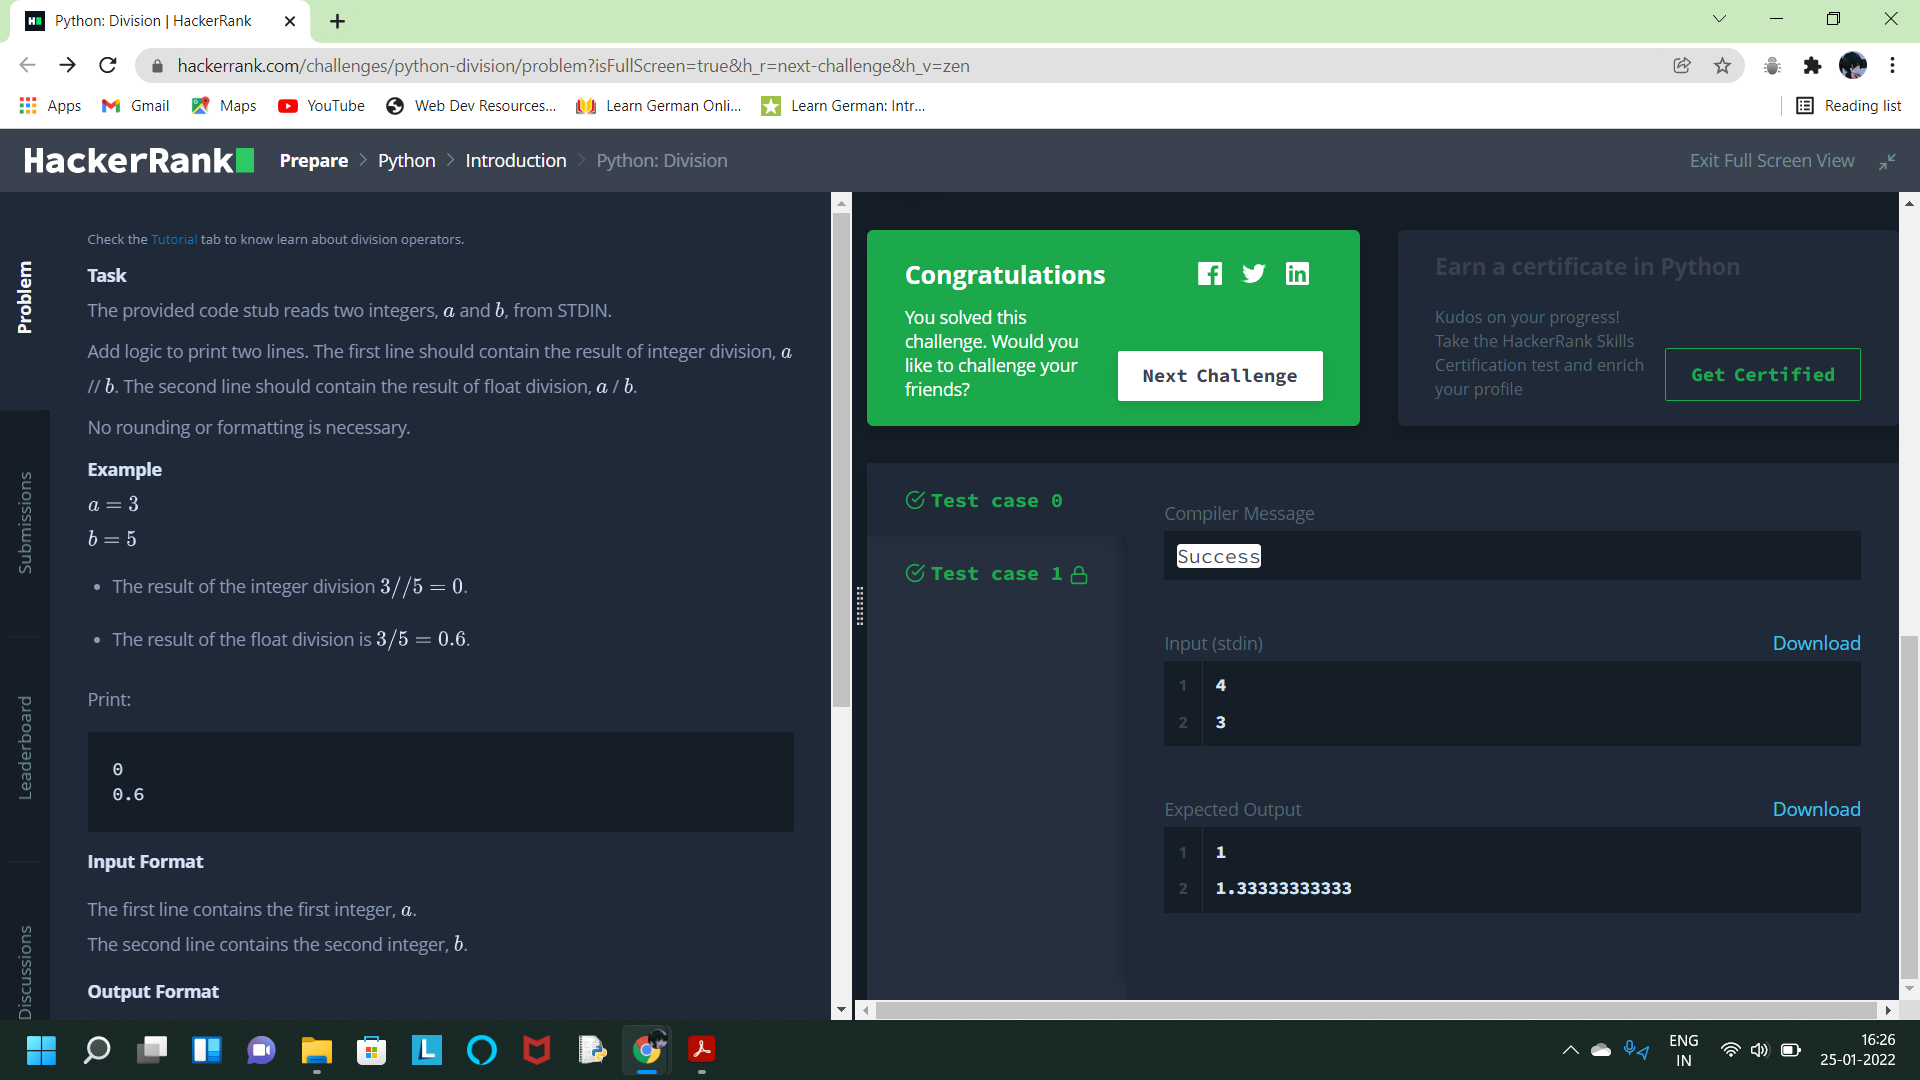 Python: Division | HackerRank
hackerrank.com/challenges/python-division/problem?isFullScreen=true&h_r=next-challenge&h_v=zen
Apps Gmail Maps YouTube Web Dev Resources... Learn German Onli... Learn German: Intr... Reading list
HackerRank Prepare Python Introduction Python: Division Exit Full Screen View
Problem
Submissions
Leaderboard
Discussions
Check the Tutorial tab to know learn about division operators.
Task
The provided code stub reads two integers, a and b, from STDIN.
Add logic to print two lines. The first line should contain the result of integer division, a
// b. The second line should contain the result of float division, a / b.
No rounding or formatting is necessary.
Example
a = 3
b = 5
• The result of the integer division 3//5 = 0.
• The result of the float division is 3/5 = 0.6.
Print:
0
0.6
Input Format
The first line contains the first integer, a.
The second line contains the second integer, b.
Output Format
Congratulations
You solved this
challenge. Would you
like to challenge your
friends?
Next Challenge
Earn a certificate in Python
Kudos on your progress!
Take the HackerRank Skills
Certification test and enrich
your profile
Get Certified
Test case 0
Test case 1
Compiler Message
Success
Input (stdin) Download
1 4
2 3
Expected Output Download
1 1
2 1.33333333333
ENG
IN
16:26
25-01-2022